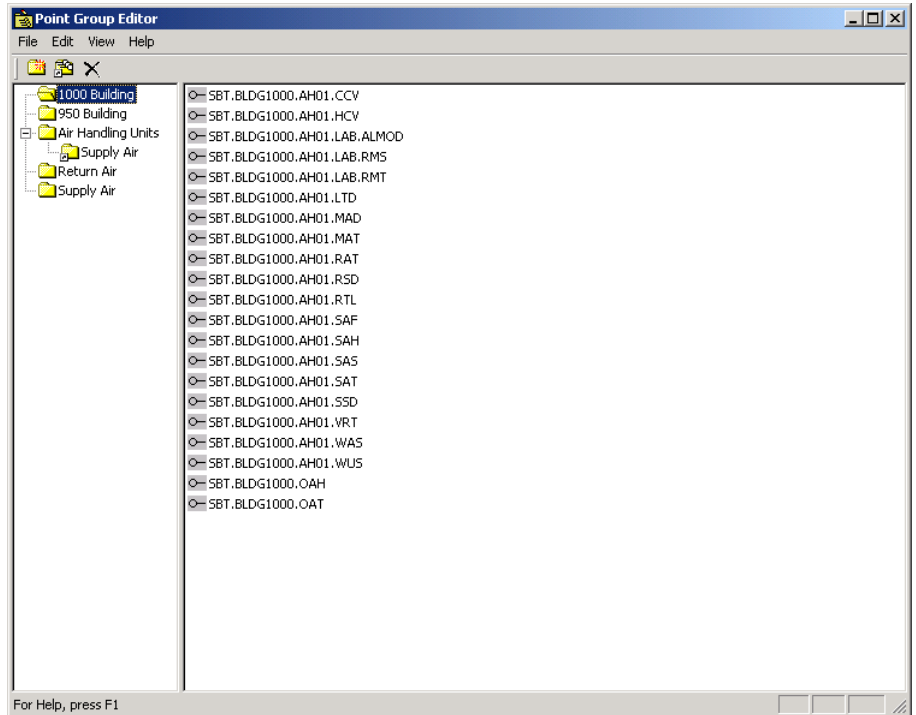 Point Group Editor
File Edit View Help
1000 Building
950 Building
Air Handling Units
Supply Air
Return Air
Supply Air
SBT.BLDG1000.AH01.CCV
SBT.BLDG1000.AH01.HCV
SBT.BLDG1000.AH01.LAB.ALMOD
SBT.BLDG1000.AH01.LAB.RMS
SBT.BLDG1000.AH01.LAB.RMT
SBT.BLDG1000.AH01.LTD
SBT.BLDG1000.AH01.MAD
SBT.BLDG1000.AH01.MAT
SBT.BLDG1000.AH01.RAT
SBT.BLDG1000.AH01.RSD
SBT.BLDG1000.AH01.RTL
SBT.BLDG1000.AH01.SAF
SBT.BLDG1000.AH01.SAH
SBT.BLDG1000.AH01.SAS
SBT.BLDG1000.AH01.SAT
SBT.BLDG1000.AH01.SSD
SBT.BLDG1000.AH01.VRT
SBT.BLDG1000.AH01.WAS
SBT.BLDG1000.AH01.WUS
SBT.BLDG1000.OAH
SBT.BLDG1000.OAT
For Help, press F1